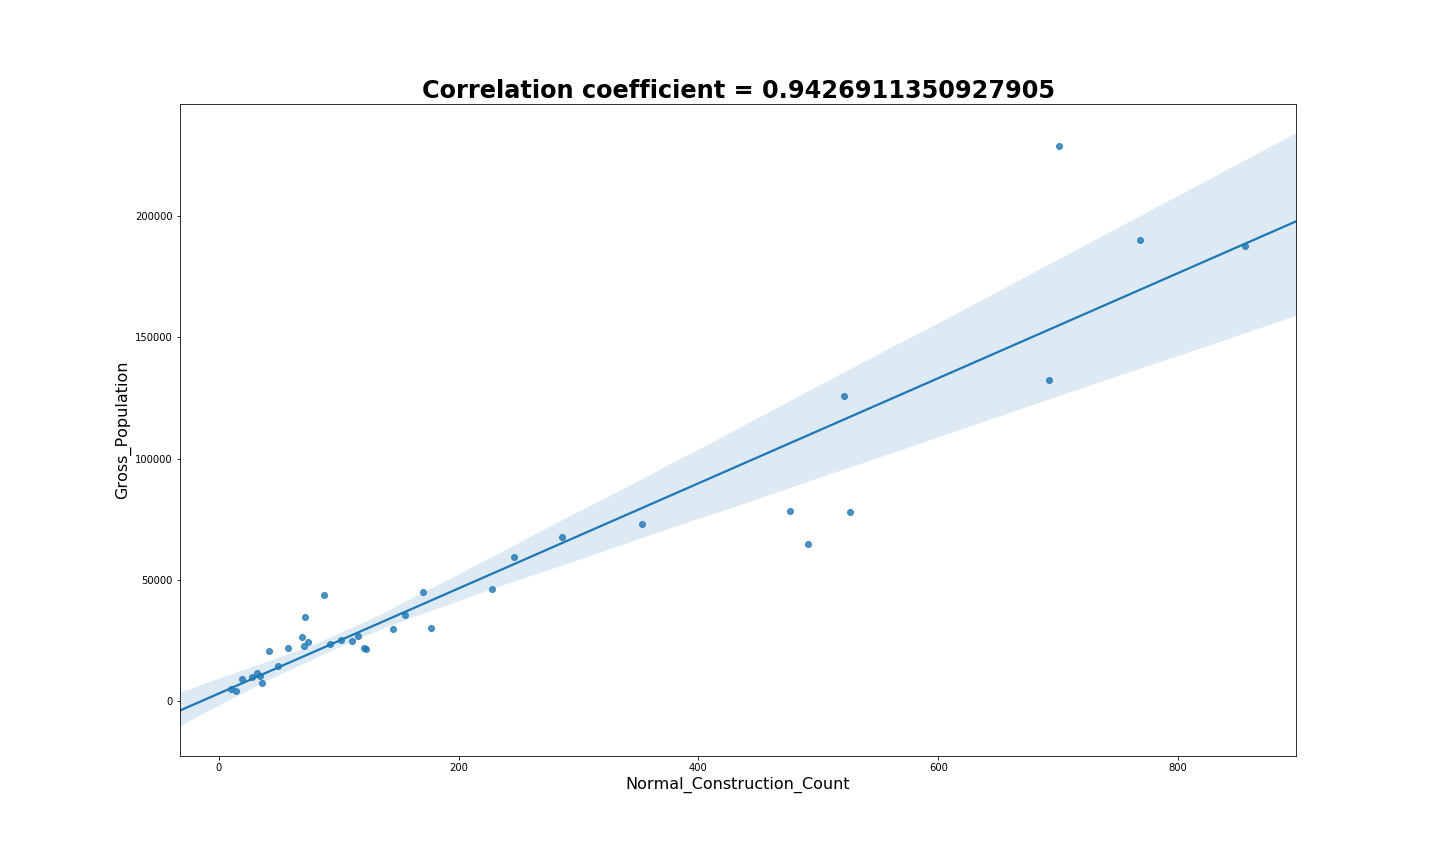 Correlation coefficient = 0.9426911350927905
200000
150000
100000
50000
0
Gross_Population
0 200 400 600 800
Normal_Construction_Count